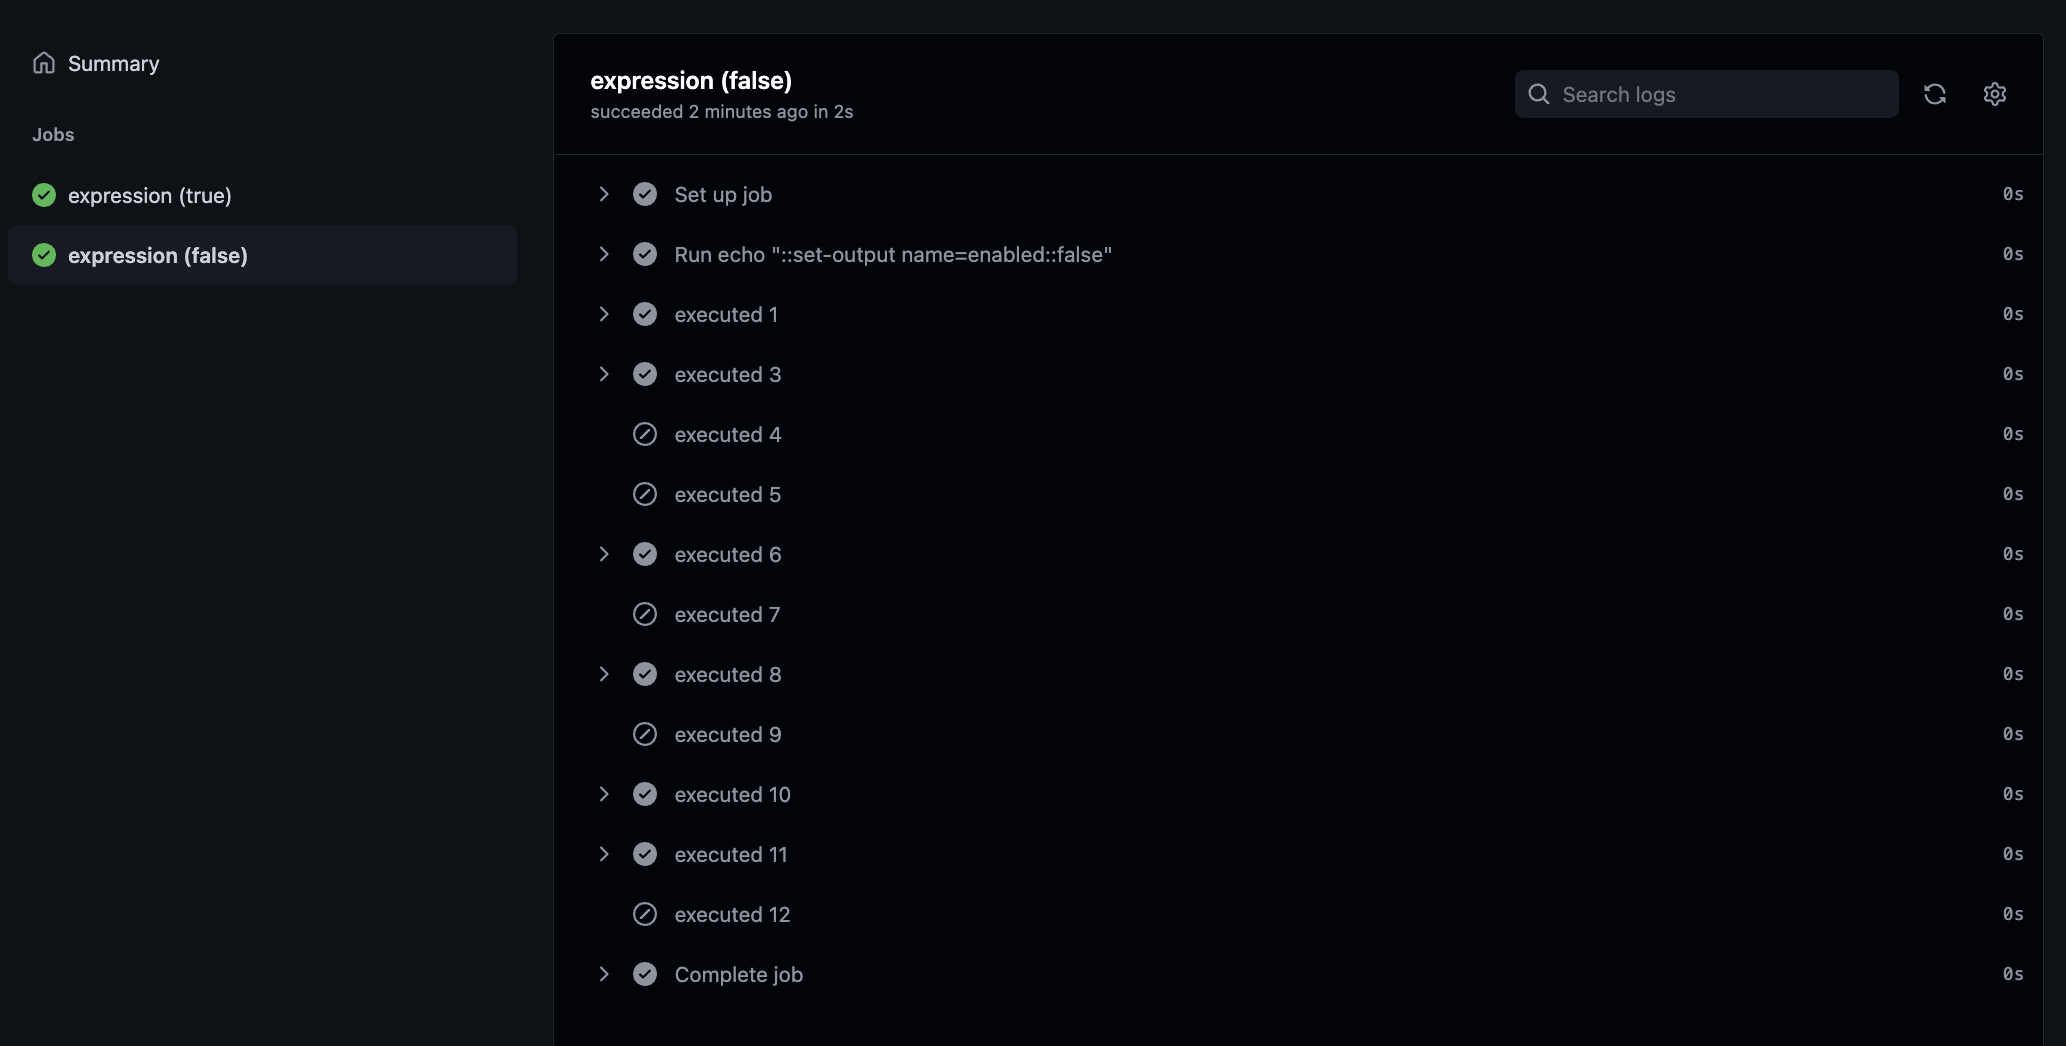 Summary
Jobs
expression (true)
expression (false)
expression (false)
succeeded 2 minutes ago in 2s
Search logs
Set up job 0s
Run echo "::set-output name=enabled::false" 0s
executed 1 0s
executed 3 0s
executed 4 0s
executed 5 0s
executed 6 0s
executed 7 0s
executed 8 0s
executed 9 0s
executed 10 0s
executed 11 0s
executed 12 0s
Complete job 0s